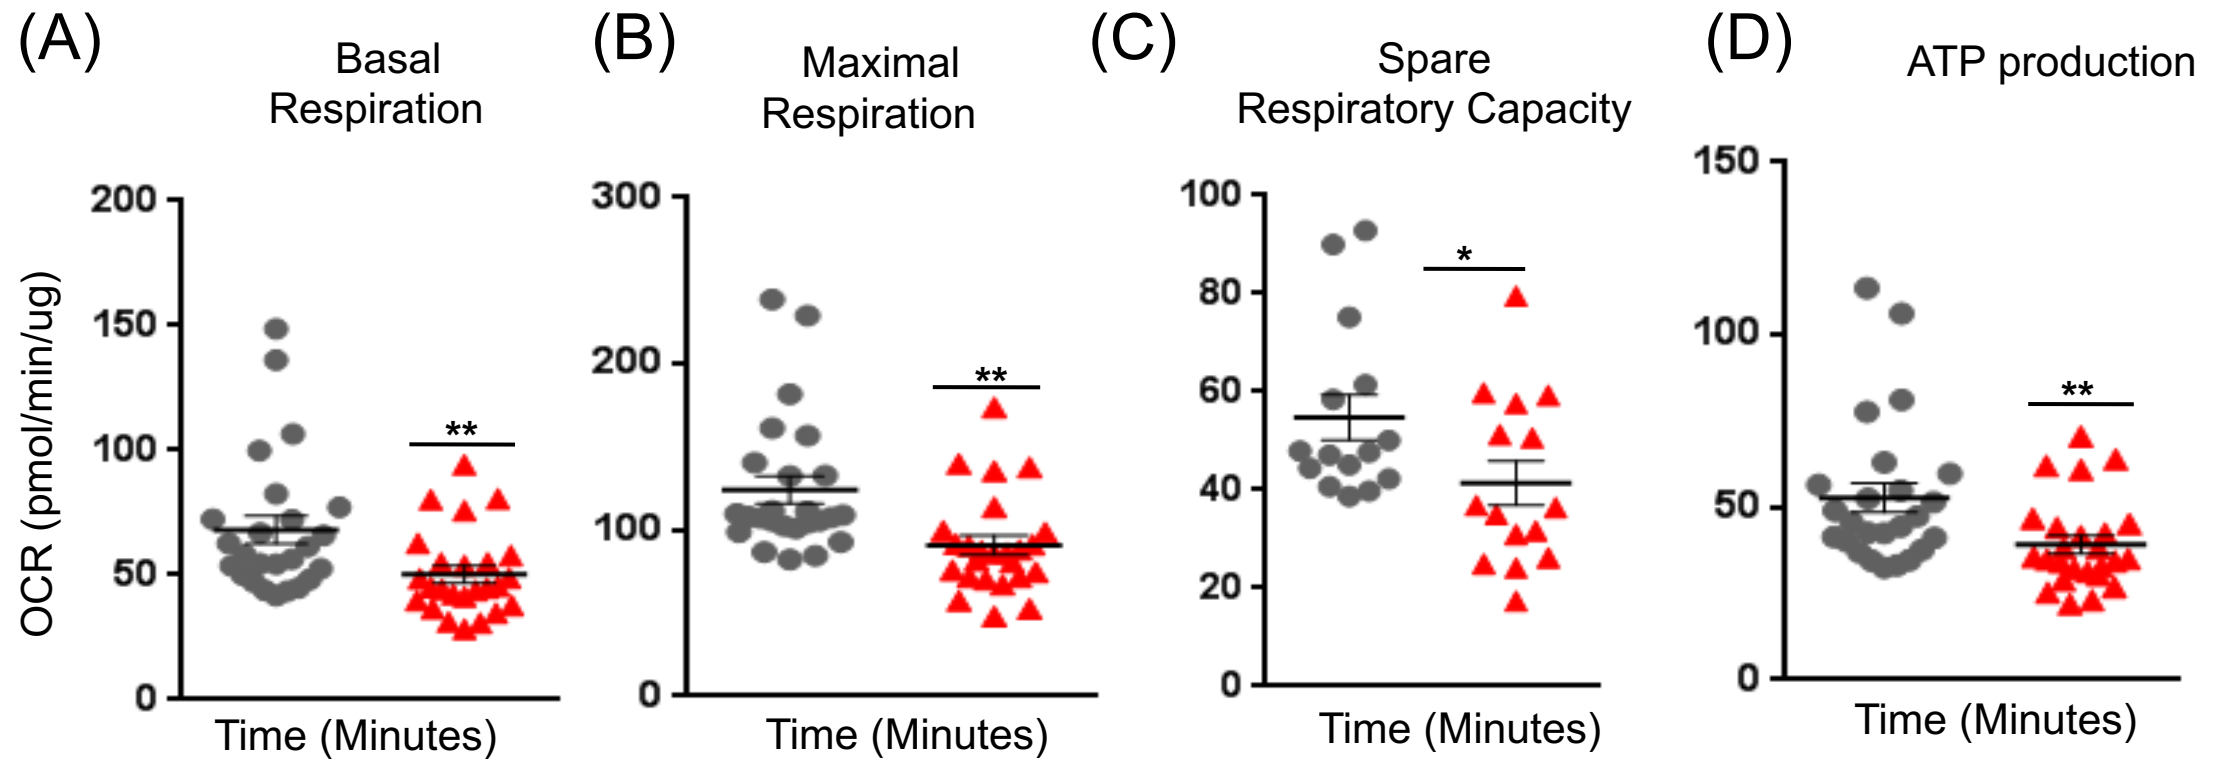 (A)
Basal
Respiration
(B)
Maximal
Respiration
(C)
Spare
Respiratory Capacity
(D)
ATP production
OCR (pmol/min/ug)
200
150
100
50
0
**
Time (Minutes)
300
200
100
0
**
Time (Minutes)
100
80
60
40
20
0
*
Time (Minutes)
150
100
50
0
**
Time (Minutes)